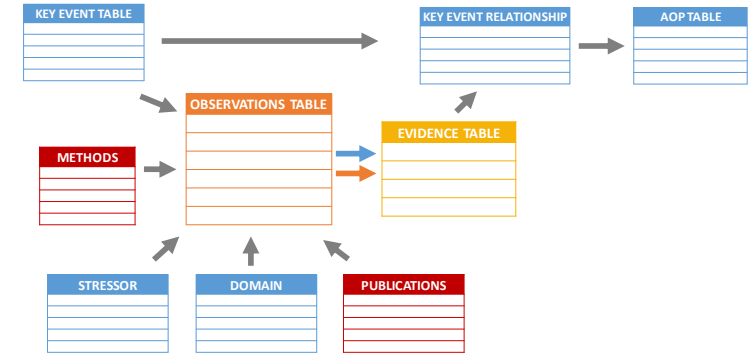 KEY EVENT TABLE
KEY EVENT RELATIONSHIP
AOP TABLE
OBSERVATIONS TABLE
EVIDENCE TABLE
METHODS
STRESSOR
DOMAIN
PUBLICATIONS